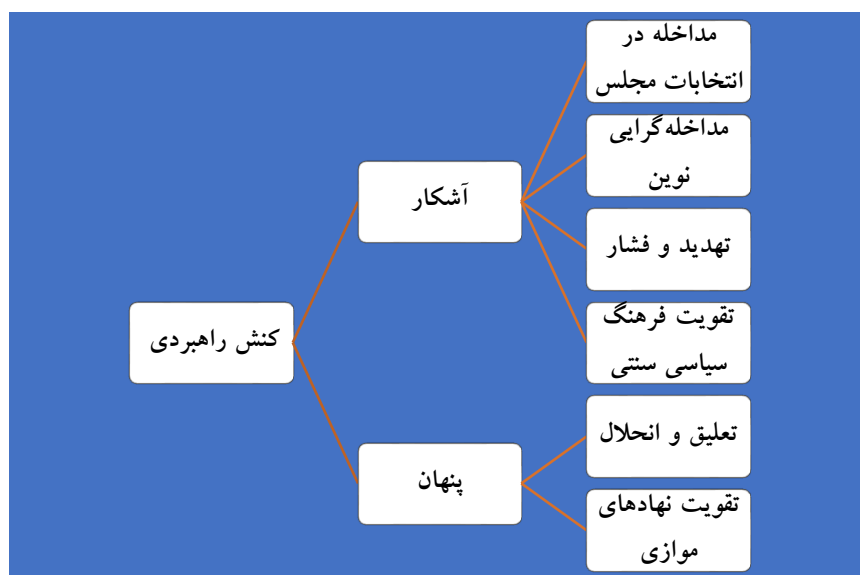 کنش راهبردی
آشکار
مداخله در
انتخابات مجلس
مداخله‌گرایی
نوین
تهدید و فشار
تقویت فرهنگ
سیاسی سنتی
پنهان
تعلیق و انحلال
تقویت نهادهای
موازی